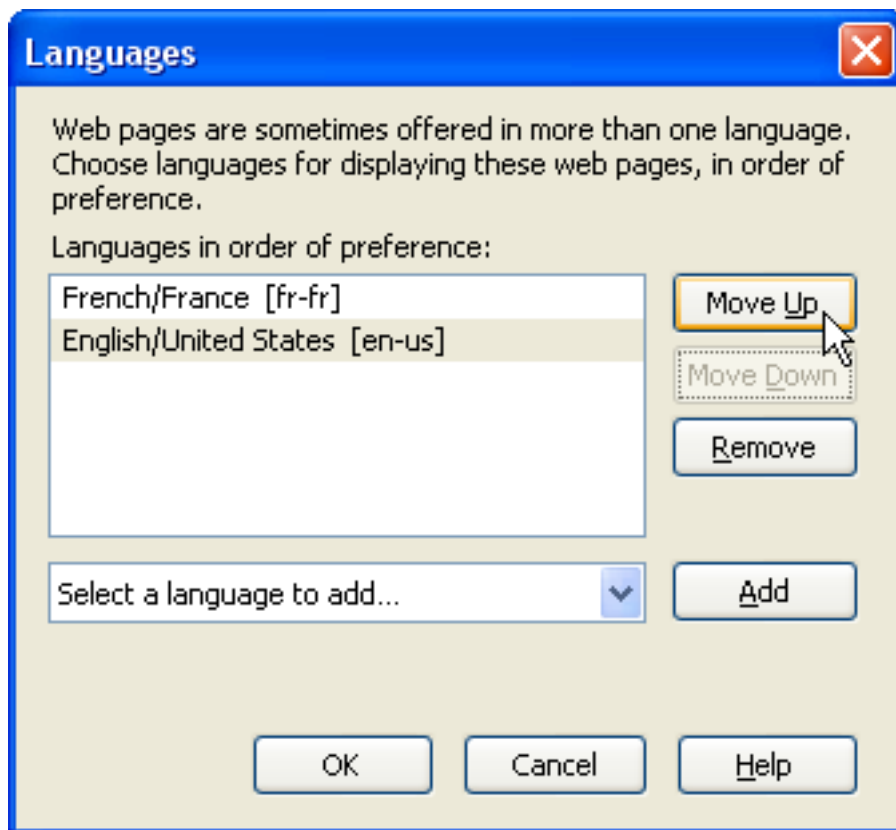 Languages
Web pages are sometimes offered in more than one language.
Choose languages for displaying these web pages, in order of
preference.
Languages in order of preference:
French/France [fr-fr]
English/United States [en-us]
Move Up
Move Down
Remove
Select a language to add...
Add
OK
Cancel
Help